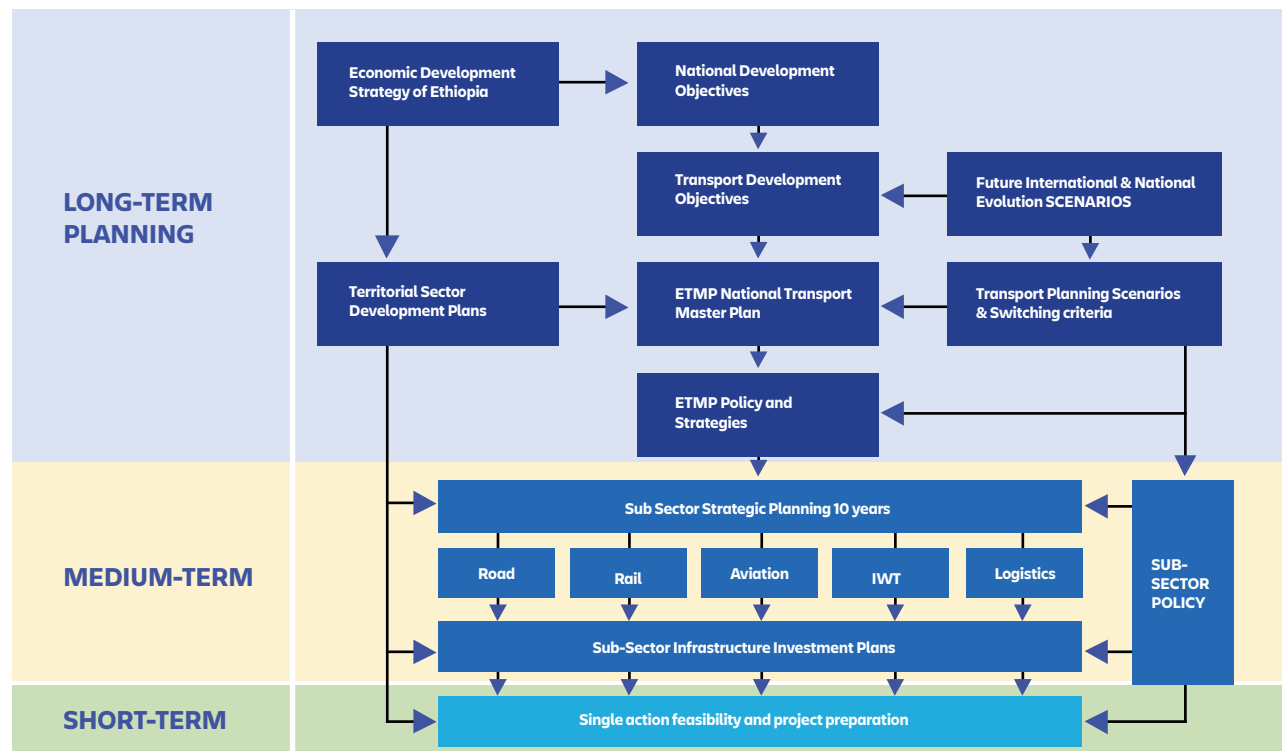 LONG-TERM
PLANNING
Economic Development
Strategy of Ethiopia
National Development
Objectives
Transport Development
Objectives
Future International & National
Evolution SCENARIOS
Territorial Sector
Development Plans
ETMP National Transport
Master Plan
Transport Planning Scenarios
& Switching criteria
ETMP Policy and
Strategies
MEDIUM-TERM
Sub Sector Strategic Planning 10 years
Road
Rail
Aviation
IWT
Logistics
SUB-
SECTOR
POLICY
Sub-Sector Infrastructure Investment Plans
SHORT-TERM
Single action feasibility and project preparation